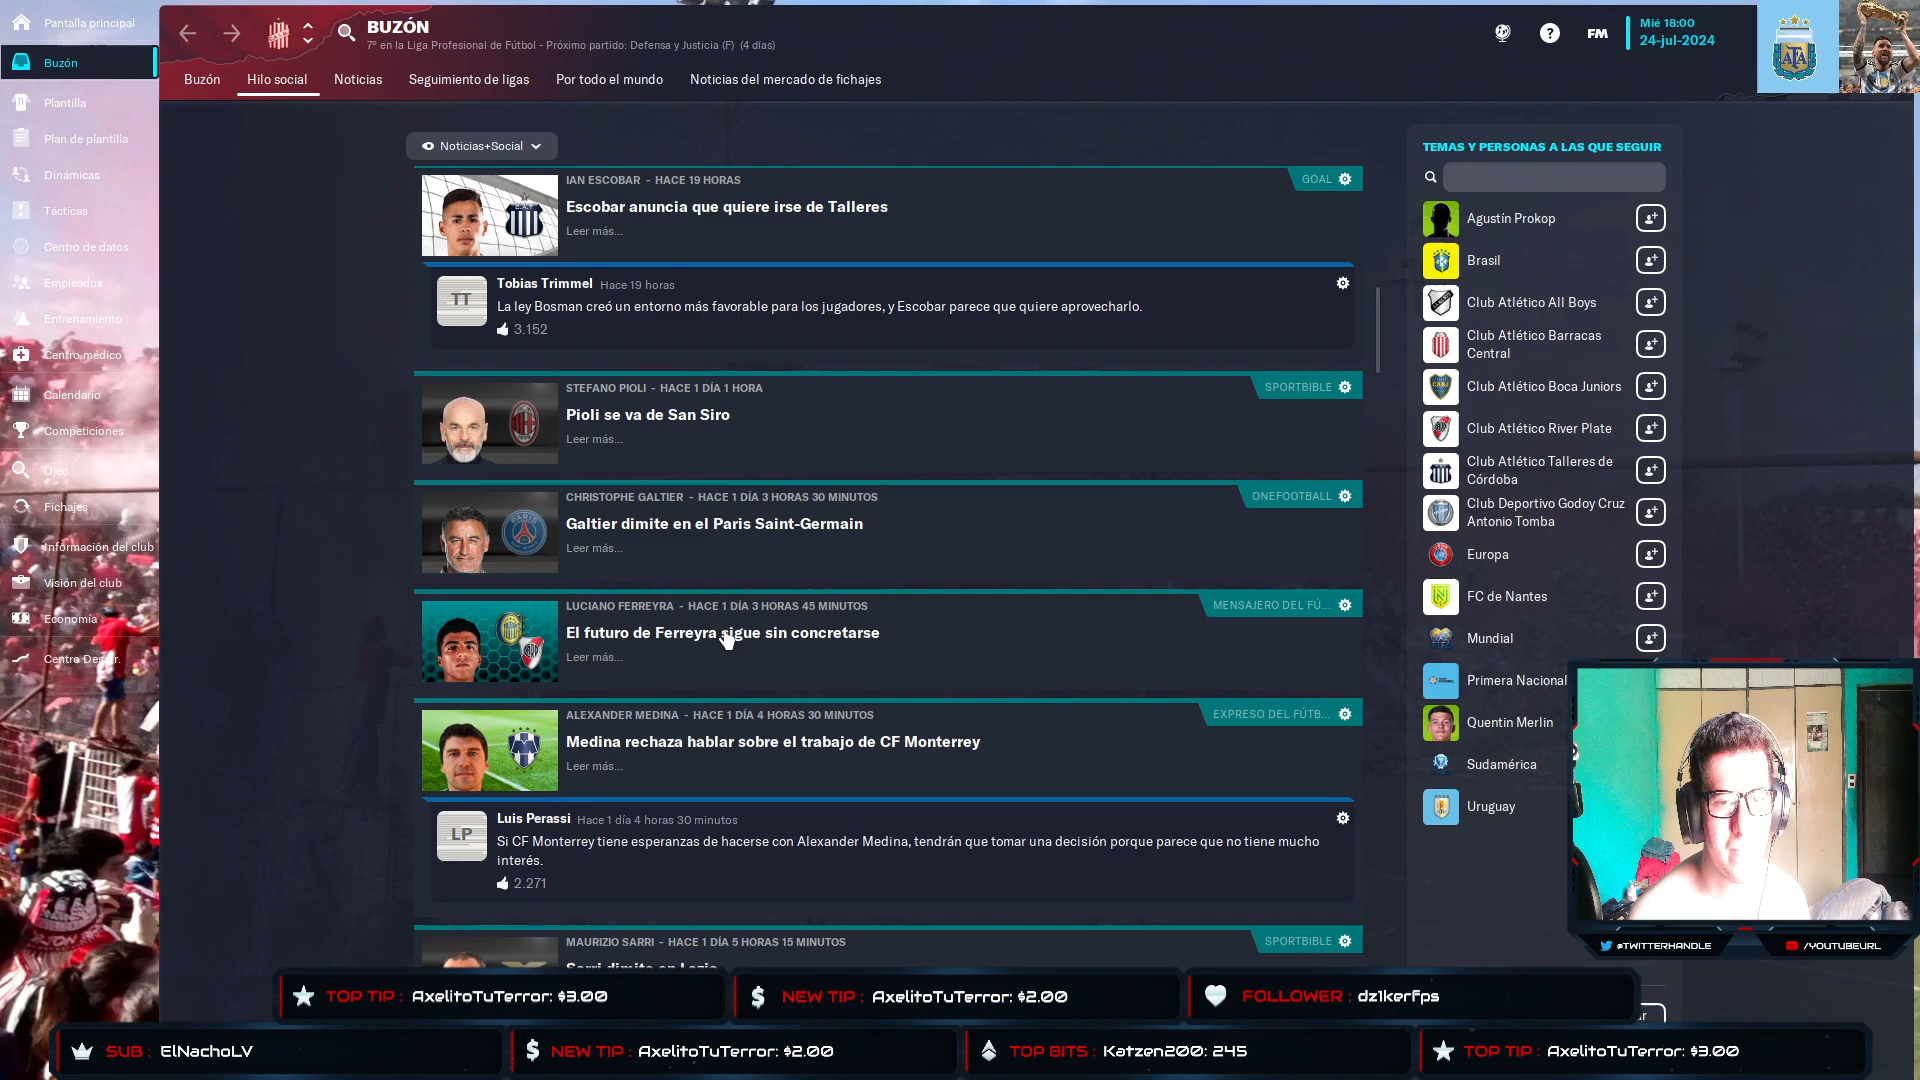 Pantalla principal
Buzón
Plantilla
Plan de plantilla
Dinámicas
Tácticas
Centro de datos
Empleados
Entrenamiento
Centro médico
Calendario
Competiciones
Ojeo
Fichajes
Información del club
Visión del club
Economía
Centro Desarr.
BUZÓN
7º en la Liga Profesional de Fútbol - Próximo partido: Defensa y Justicia (F) (4 días)
FM
Mié 18:00
24-jul-2024
ATA
Buzón
Hilo social
Noticias
Seguimiento de ligas
Por todo el mundo
Noticias del mercado de fichajes
Noticias+Social
IAN ESCOBAR - HACE 19 HORAS
GOAL
Escobar anuncia que quiere irse de Talleres
Leer más...
TT
Tobias Trimmel Hace 19 horas
La ley Bosman creó un entorno más favorable para los jugadores, y Escobar parece que quiere aprovecharlo.
3.152
STEFANO PIOLI - HACE 1 DÍA 1 HORA
SPORTBIBLE
Pioli se va de San Siro
Leer más...
CHRISTOPHE GALTIER - HACE 1 DÍA 3 HORAS 30 MINUTOS
ONEFOOTBALL
Galtier dimite en el Paris Saint-Germain
Leer más...
LUCIANO FERREYRA - HACE 1 DÍA 3 HORAS 45 MINUTOS
MENSAJERO DEL FÚ...
El futuro de Ferreyra sigue sin concretarse
Leer más...
ALEXANDER MEDINA - HACE 1 DÍA 4 HORAS 30 MINUTOS
EXPRESO DEL FÚTB...
Medina rechaza hablar sobre el trabajo de CF Monterrey
Leer más...
LP
Luis Perassi Hace 1 día 4 horas 30 minutos
Si CF Monterrey tiene esperanzas de hacerse con Alexander Medina, tendrán que tomar una decisión porque parece que no tiene mucho
interés.
2.271
MAURIZIO SARRI - HACE 1 DÍA 5 HORAS 15 MINUTOS
SPORTBIBLE
Sarri dimite en Lazio
TEMAS Y PERSONAS A LAS QUE SEGUIR
Agustín Prokop
Brasil
Club Atlético All Boys
Club Atlético Barracas
Central
Club Atlético Boca Juniors
Club Atlético River Plate
Club Atlético Talleres de
Córdoba
Club Deportivo Godoy Cruz
Antonio Tomba
Europa
FC de Nantes
Mundial
Primera Nacional
Quentin Merlin
Sudamérica
Uruguay
@TWITTERHANDLE
/YOUTUBEURL
TOP TIP : AxelitoTuTerror: $3.00
NEW TIP : AxelitoTuTerror: $2.00
FOLLOWER : dz1kerfps
SUB : ElNachoLV
NEW TIP : AxelitoTuTerror: $2.00
TOP BITS : Katzen200: 245
TOP TIP : AxelitoTuTerror: $3.00